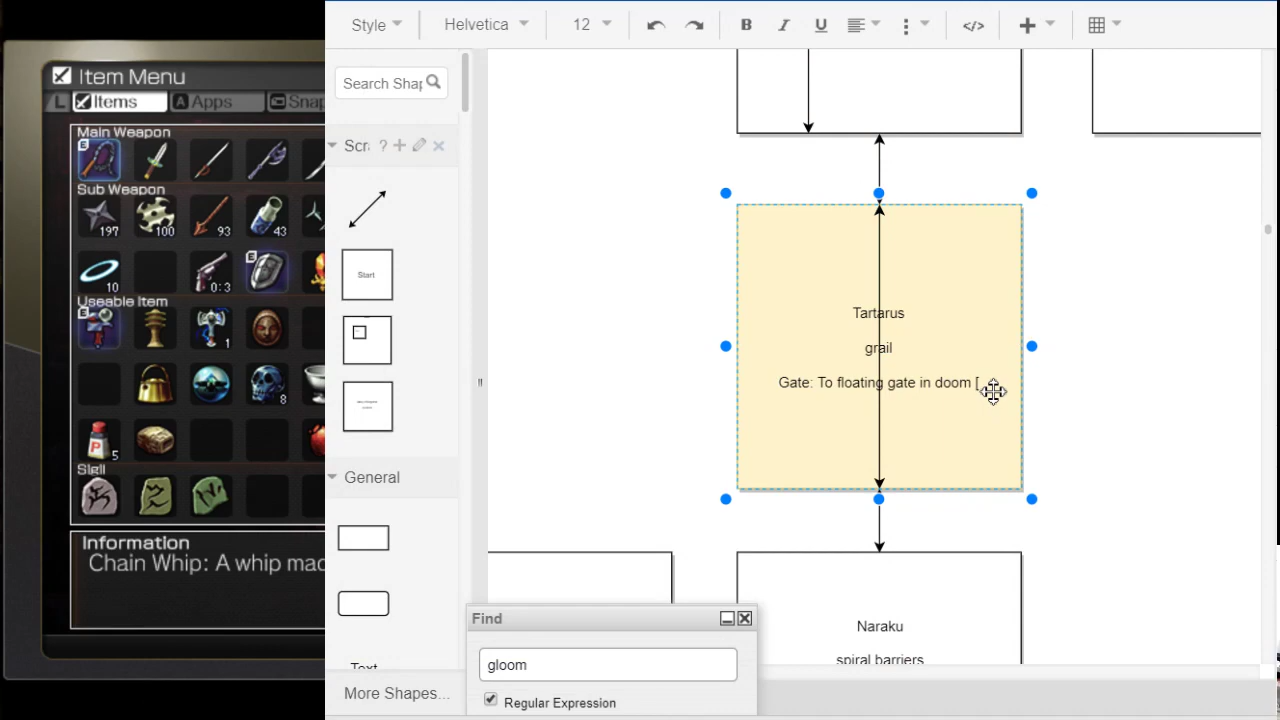 Item Menu
L Items A Apps Snap
Main Weapon
E
Sub Weapon
197 100 93 43
10 0:3 E
Useable Item
E 1
8
P 5
Sigil
Information
Chain Whip: A whip mad
Style Helvetica 12 B I U </>
Search Shap
Scra ?
Start
General
Text
More Shapes...
Tartarus
grail
Gate: To floating gate in doom [
Naraku
spiral barriers
Find
gloom
Regular Expression